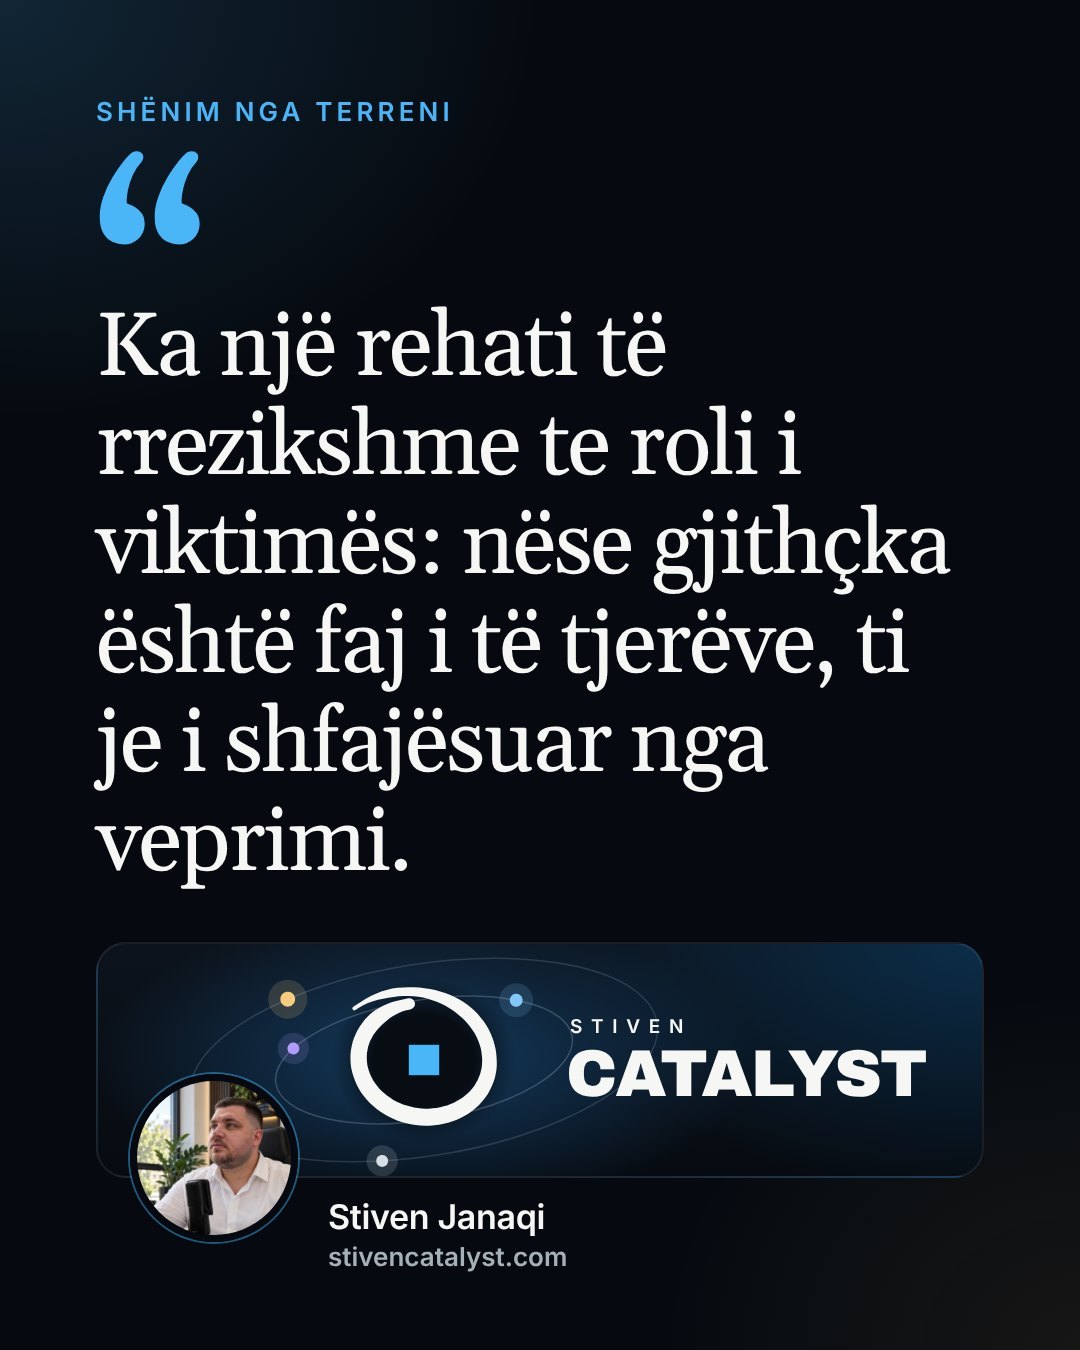 SHËNIM NGA TERRENI
“
Ka një rehati të
rrezikshme te roli i
viktimës: nëse gjithçka
është faj i të tjerëve, ti
je i shfajësuar nga
veprimi.
STIVEN
CATALYST
Stiven Janaqi
stivencatalyst.com